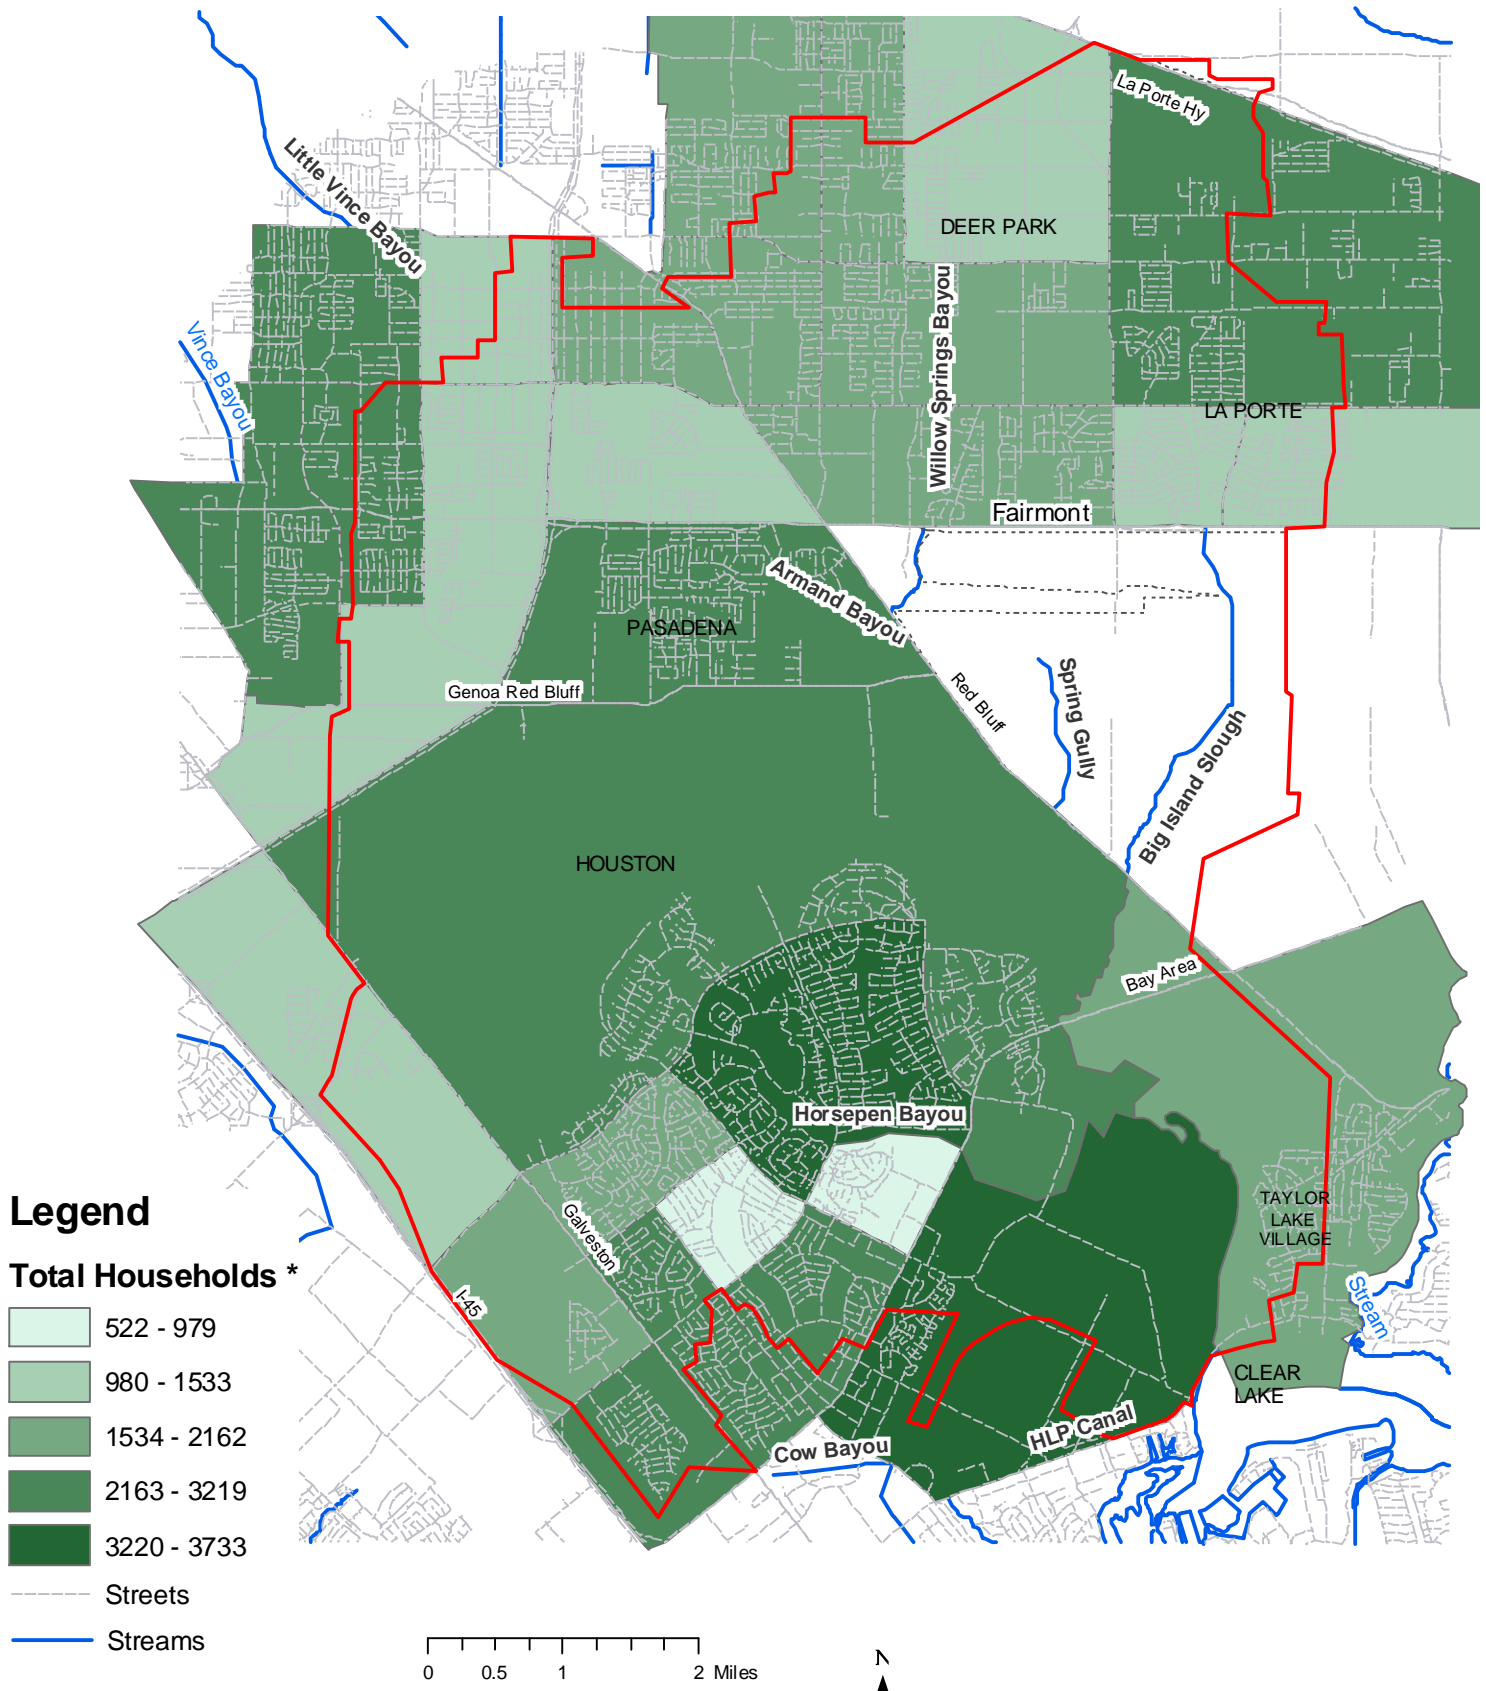 La Porte Hy
Little Vince Bayou
DEER PARK
Willow Springs Bayou
Vince Bayou
LA PORTE
Fairmont
Armand Bayou
PASADENA
Genoa Red Bluff
Red Bluff
Spring Gully
Big Island Slough
HOUSTON
Bay Area
Horsepen Bayou
TAYLOR
LAKE
VILLAGE
Galveston
I-45
Stream
CLEAR
LAKE
HLP Canal
Cow Bayou
Legend
Total Households *
522 - 979
980 - 1533
1534 - 2162
2163 - 3219
3220 - 3733
Streets
Streams
0 0.5 1 2 Miles
N